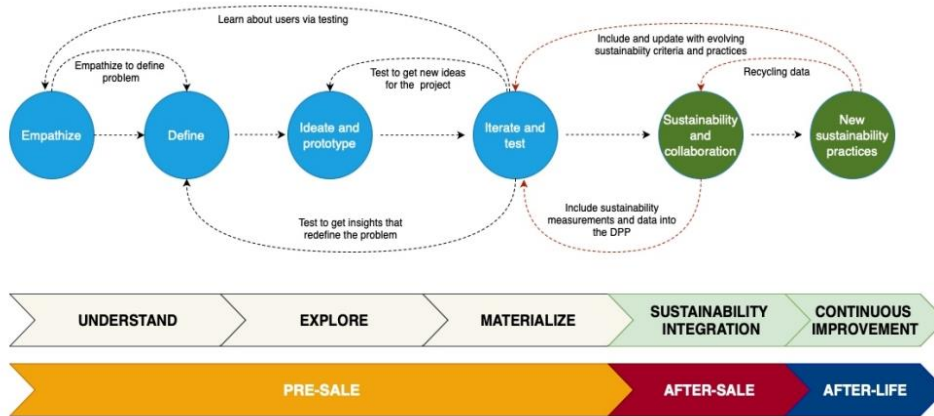 Learn about users via testing
Include and update with evolving
sustainabiity criteria and practices
Empathize to define
problem
Test to get new ideas
for the project
Recycling data
Empathize
Define
Ideate and
prototype
Iterate and
test
Sustainability
and
collaboration
New
sustainability
practices
Test to get insights that
redefine the problem
Include sustainability
measurements and data into
the DPP
UNDERSTAND
EXPLORE
MATERIALIZE
SUSTAINABILITY
INTEGRATION
CONTINUOUS
IMPROVEMENT
PRE-SALE
AFTER-SALE
AFTER-LIFE